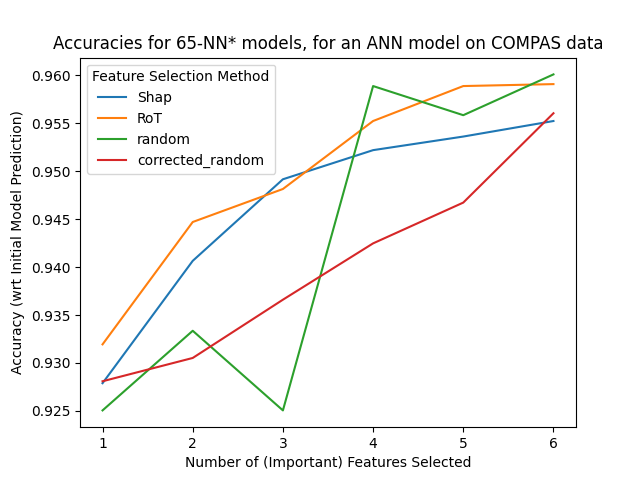 Accuracies for 65-NN* models, for an ANN model on COMPAS data
Feature Selection Method
Shap
RoT
random
corrected_random
Accuracy (wrt Initial Model Prediction)
0.960
0.955
0.950
0.945
0.940
0.935
0.930
0.925
1 2 3 4 5 6
Number of (Important) Features Selected